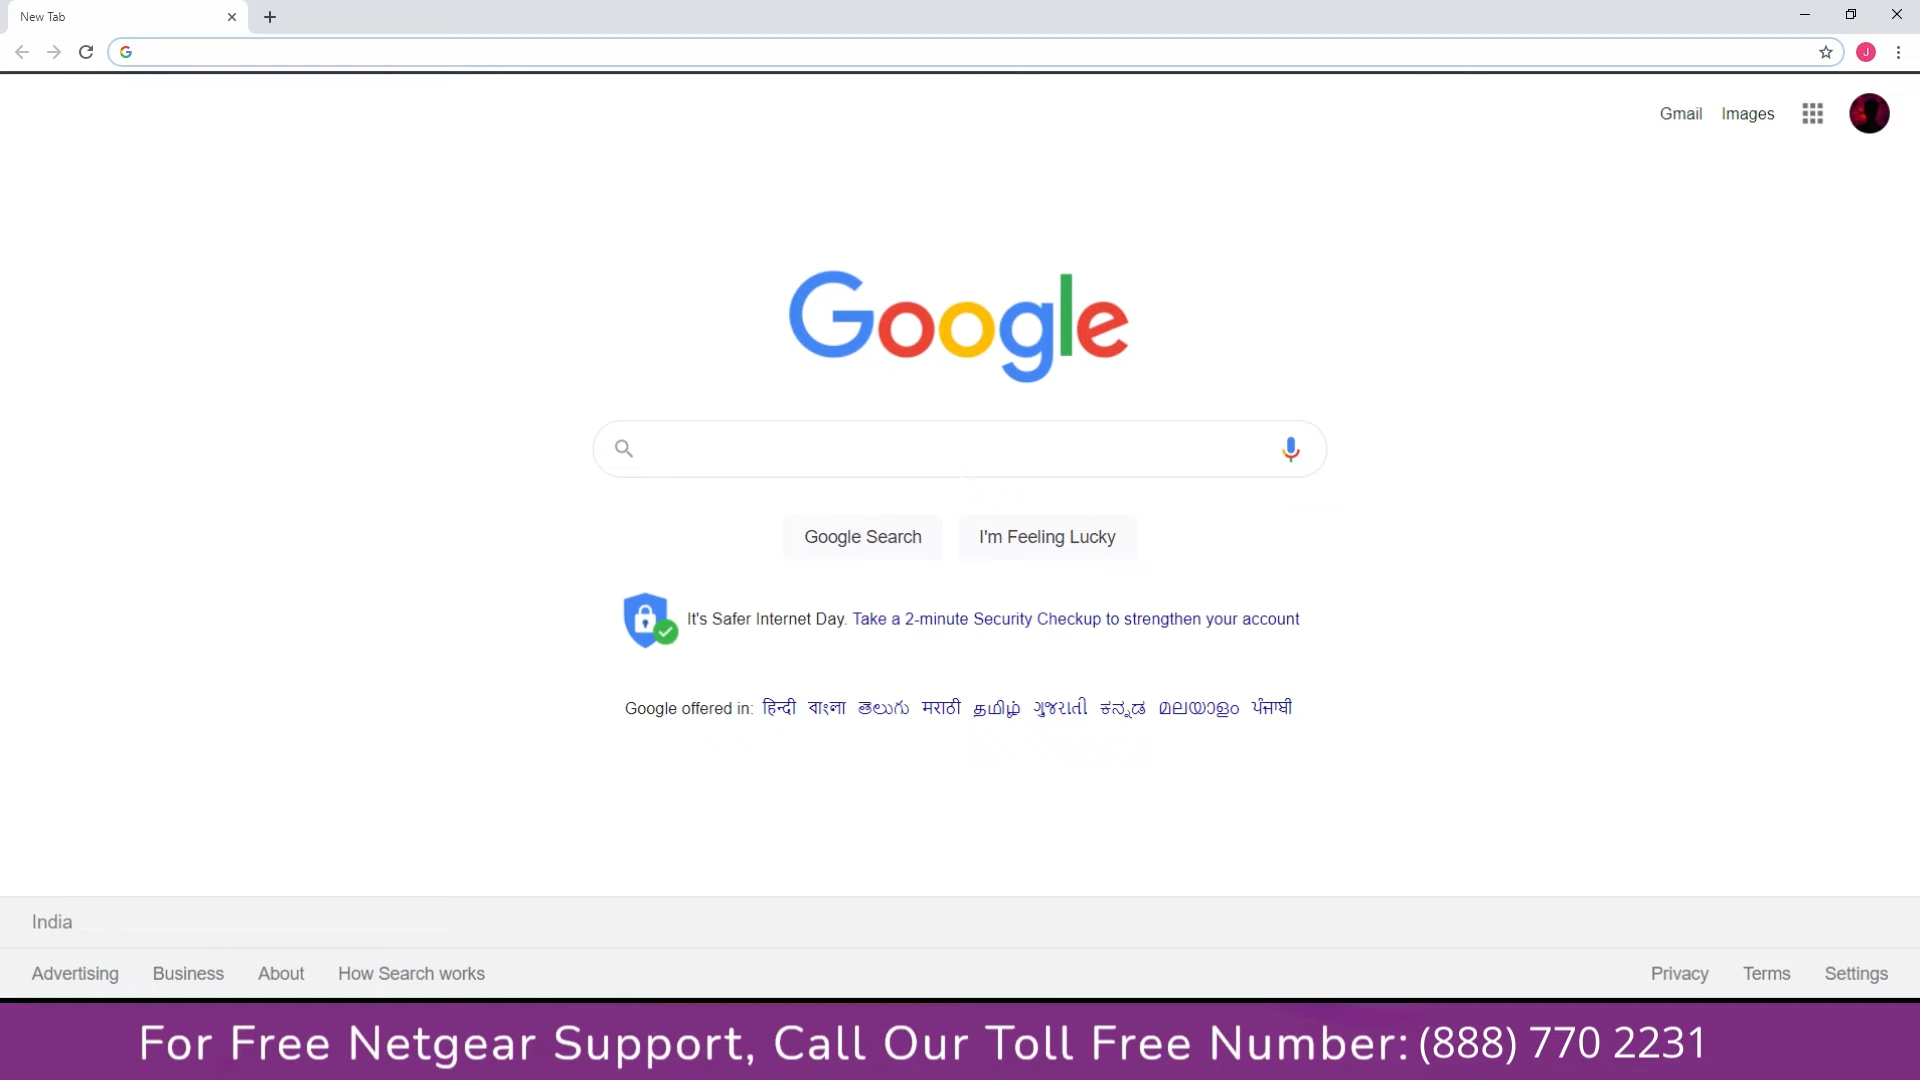 New Tab
J
Gmail Images
Google
Google Search I'm Feeling Lucky
It's Safer Internet Day. Take a 2-minute Security Checkup to strengthen your account
Google offered in: हिन्दी বাংলা తెలుగు मराठी தமிழ் ગુજરાતી ಕನ್ನಡ മലയാളം ਪੰਜਾਬੀ
India
Advertising Business About How Search works Privacy Terms Settings
For Free Netgear Support, Call Our Toll Free Number: (888) 770 2231